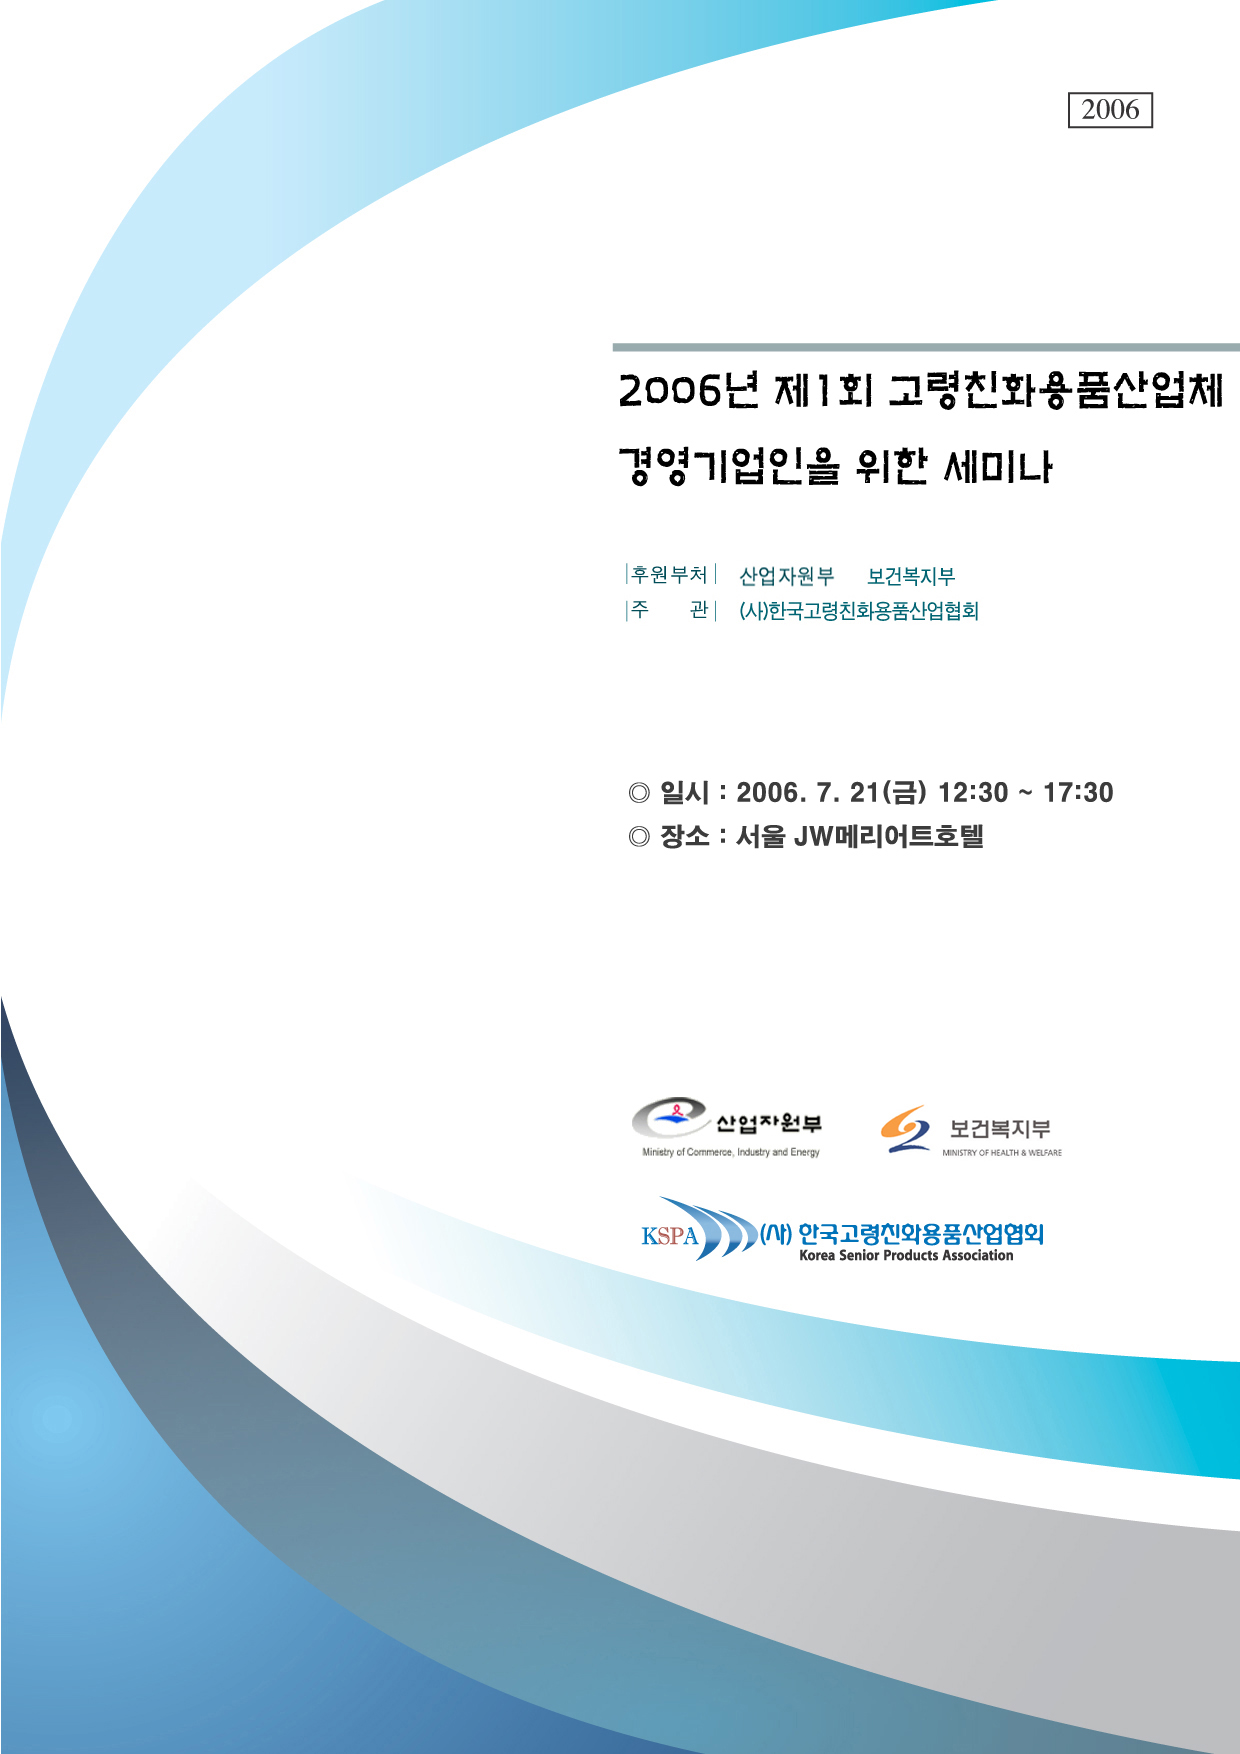 2006
2006년 제1회 고령친화용품산업체
경영기업인을 위한 세미나
|후원부처| 산업자원부 보건복지부
|주 관| (사)한국고령친화용품산업협회
◎ 일시 : 2006. 7. 21(금) 12:30 ~ 17:30
◎ 장소 : 서울 JW메리어트호텔
산업자원부
Ministry of Commerce, Industry and Energy
보건복지부
MINISTRY OF HEALTH & WELFARE
KSPA (사) 한국고령친화용품산업협회
Korea Senior Products Association